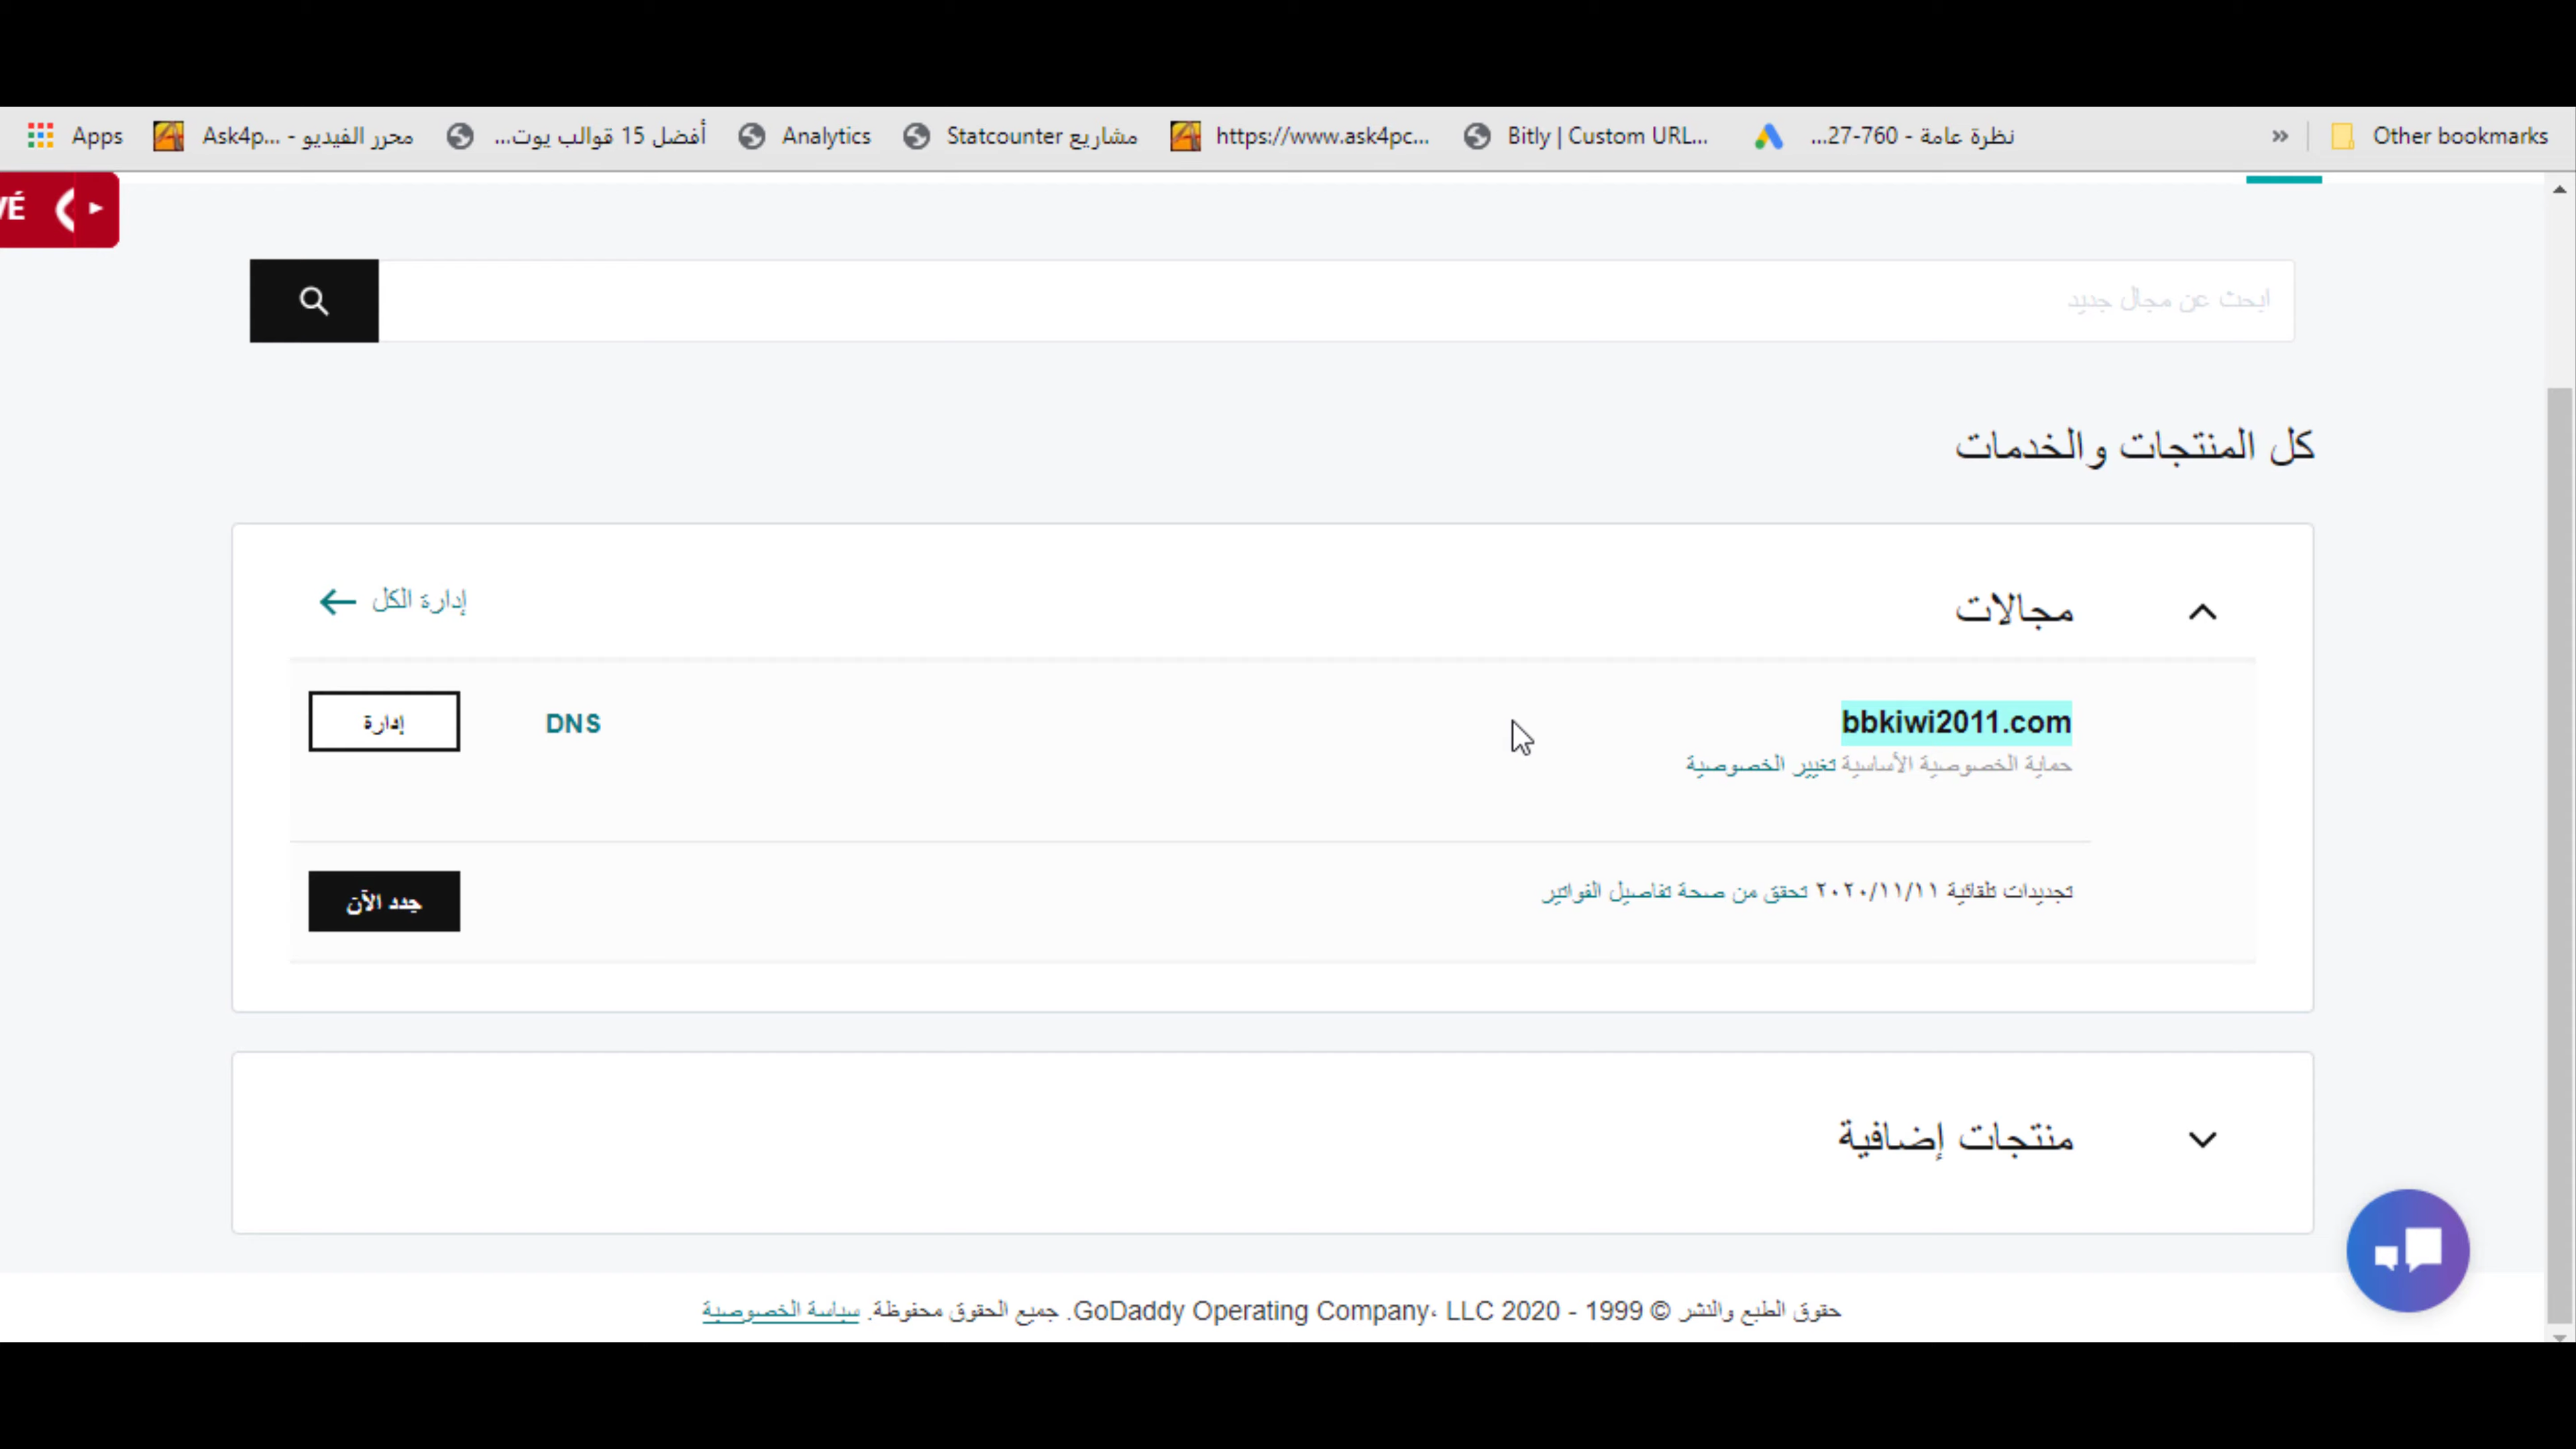 Apps
Ask4p... - محرر الفيديو
أفضل 15 قوالب يوت...
Analytics
Statcounter مشاريع
https://www.ask4pc...
Bitly | Custom URL...
نظرة عامة - 760-27...
»
Other bookmarks
VÉ
ابحث عن مجال جديد
كل المنتجات والخدمات
مجالات
إدارة الكل
bbkiwi2011.com
DNS
إدارة
حماية الخصوصية الأساسية تغيير الخصوصية
تجديدات تلقائية ٢٠٢٠/١١/١١ تحقق من صحة تفاصيل الفواتير
جدد الآن
منتجات إضافية
حقوق الطبع والنشر © 1999 - 2020 GoDaddy Operating Company، LLC. جميع الحقوق محفوظة. سياسة الخصوصية